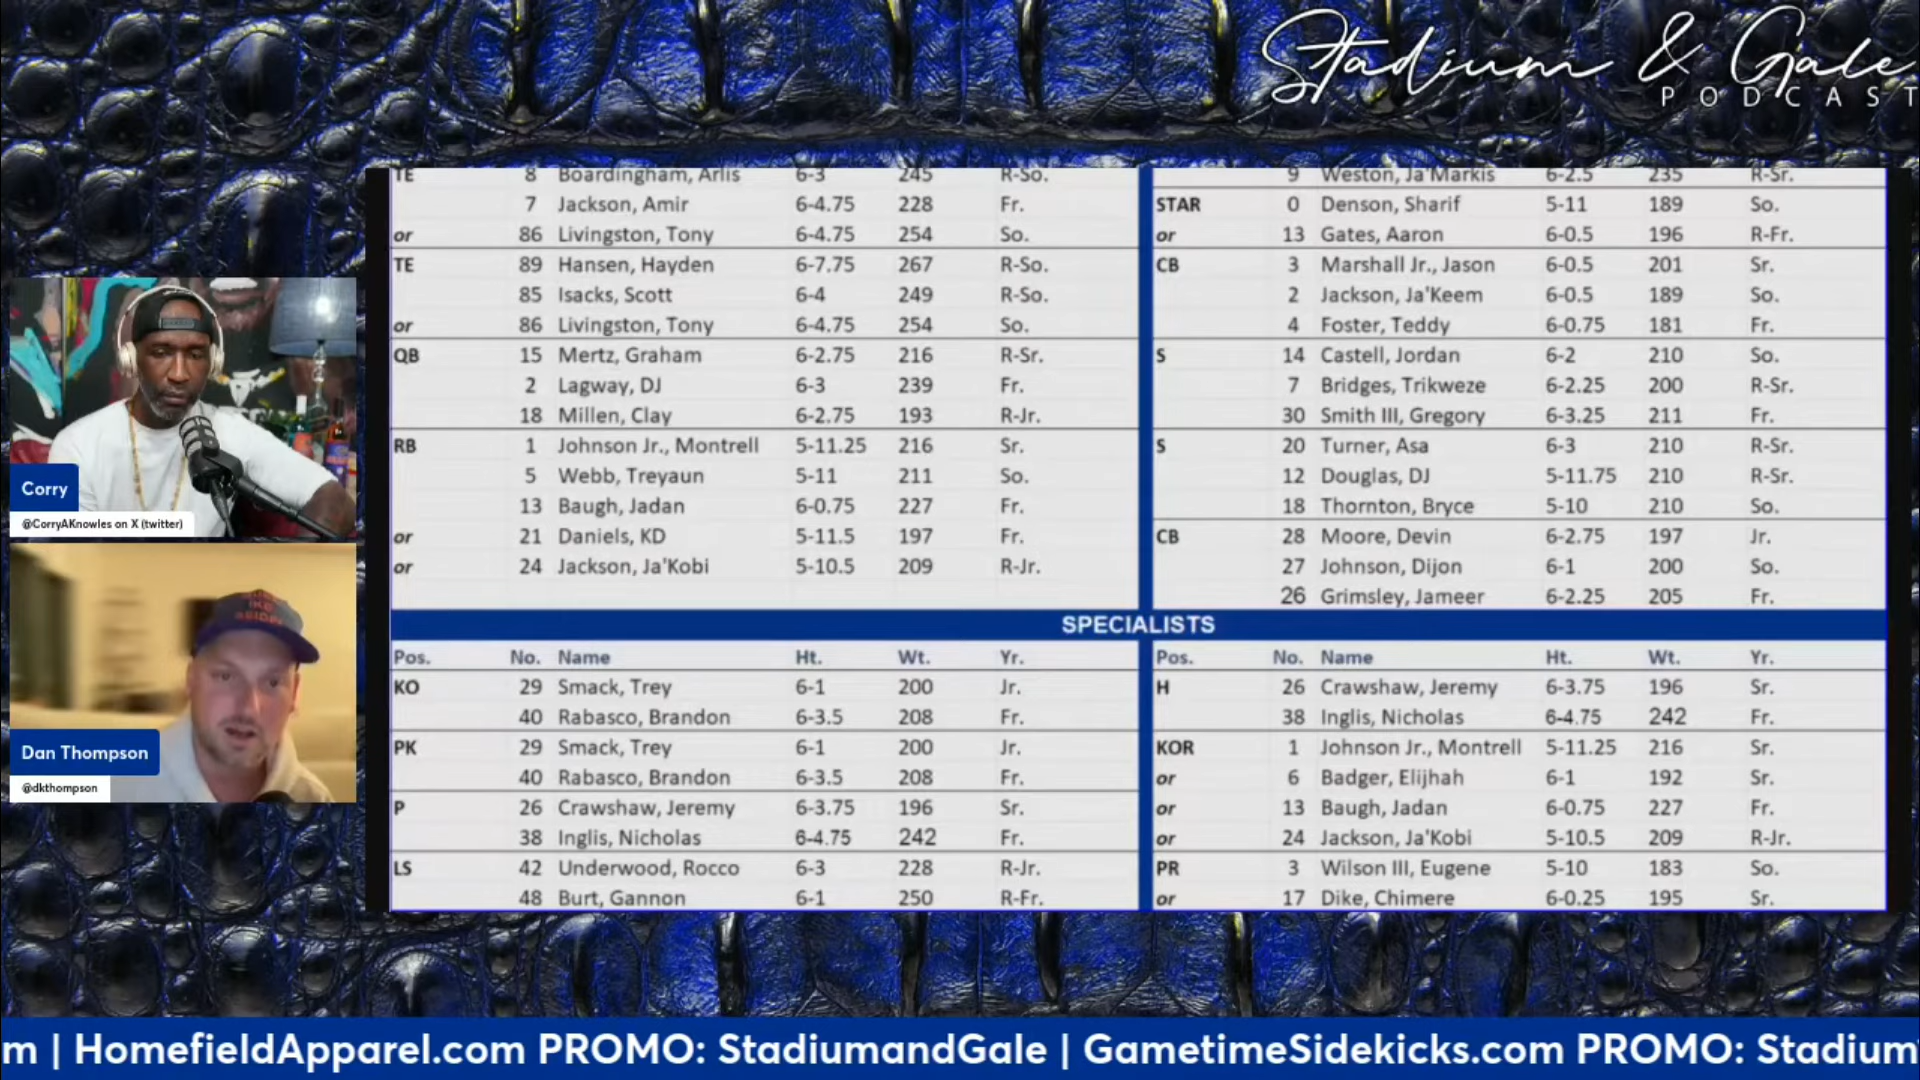 Stadium & Gale
PODCAST
TE 8 Boardingham, Arlis 6-3 245 R-So.
7 Jackson, Amir 6-4.75 228 Fr.
or 86 Livingston, Tony 6-4.75 254 So.
TE 89 Hansen, Hayden 6-7.75 267 R-So.
85 Isacks, Scott 6-4 249 R-So.
or 86 Livingston, Tony 6-4.75 254 So.
QB 15 Mertz, Graham 6-2.75 216 R-Sr.
2 Lagway, DJ 6-3 239 Fr.
18 Millen, Clay 6-2.75 193 R-Jr.
RB 1 Johnson Jr., Montrell 5-11.25 216 Sr.
5 Webb, Treyaun 5-11 211 So.
13 Baugh, Jadan 6-0.75 227 Fr.
or 21 Daniels, KD 5-11.5 197 Fr.
or 24 Jackson, Ja'Kobi 5-10.5 209 R-Jr.
9 Weston, Ja'Markis 6-2.5 235 R-Sr.
STAR 0 Denson, Sharif 5-11 189 So.
or 13 Gates, Aaron 6-0.5 196 R-Fr.
CB 3 Marshall Jr., Jason 6-0.5 201 Sr.
2 Jackson, Ja'Keem 6-0.5 189 So.
4 Foster, Teddy 6-0.75 181 Fr.
S 14 Castell, Jordan 6-2 210 So.
7 Bridges, Trikweze 6-2.25 200 R-Sr.
30 Smith III, Gregory 6-3.25 211 Fr.
S 20 Turner, Asa 6-3 210 R-Sr.
12 Douglas, DJ 5-11.75 210 R-Sr.
18 Thornton, Bryce 5-10 210 So.
CB 28 Moore, Devin 6-2.75 197 Jr.
27 Johnson, Dijon 6-1 200 So.
26 Grimsley, Jameer 6-2.25 205 Fr.
SPECIALISTS
Pos. No. Name Ht. Wt. Yr.
KO 29 Smack, Trey 6-1 200 Jr.
40 Rabasco, Brandon 6-3.5 208 Fr.
PK 29 Smack, Trey 6-1 200 Jr.
40 Rabasco, Brandon 6-3.5 208 Fr.
P 26 Crawshaw, Jeremy 6-3.75 196 Sr.
38 Inglis, Nicholas 6-4.75 242 Fr.
LS 42 Underwood, Rocco 6-3 228 R-Jr.
48 Burt, Gannon 6-1 250 R-Fr.
Pos. No. Name Ht. Wt. Yr.
H 26 Crawshaw, Jeremy 6-3.75 196 Sr.
38 Inglis, Nicholas 6-4.75 242 Fr.
KOR 1 Johnson Jr., Montrell 5-11.25 216 Sr.
or 6 Badger, Elijhah 6-1 192 Sr.
or 13 Baugh, Jadan 6-0.75 227 Fr.
or 24 Jackson, Ja'Kobi 5-10.5 209 R-Jr.
PR 3 Wilson III, Eugene 5-10 183 So.
or 17 Dike, Chimere 6-0.25 195 Sr.
Corry
@CorryAKnowles on X (twitter)
Dan Thompson
@dkthompson
m | HomefieldApparel.com PROMO: StadiumandGale | GametimeSidekicks.com PROMO: Stadium